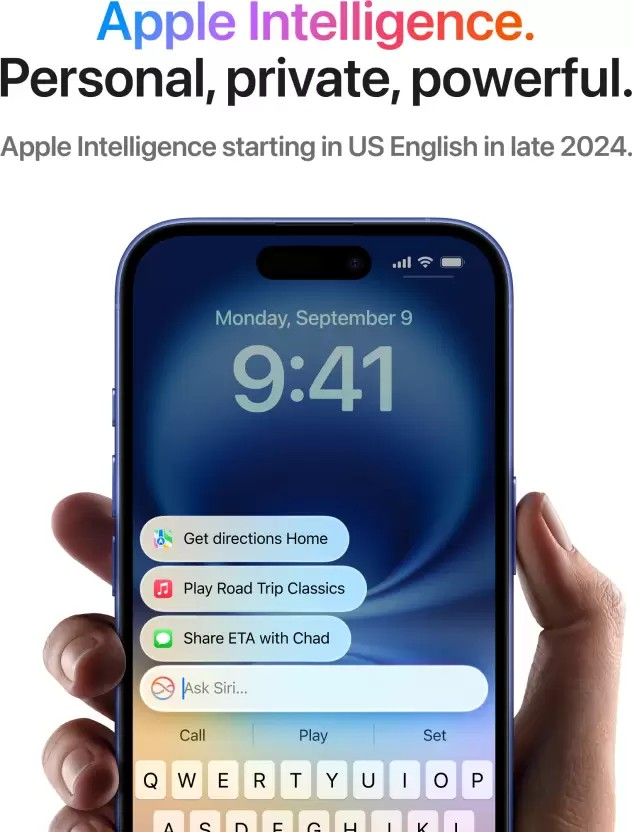 Apple Intelligence.
Personal, private, powerful.
Apple Intelligence starting in US English in late 2024.
Monday, September 9
9:41
Get directions Home
Play Road Trip Classics
Share ETA with Chad
Ask Siri...
Call Play Set
Q W E R T Y U I O P
A S D F G H J K L